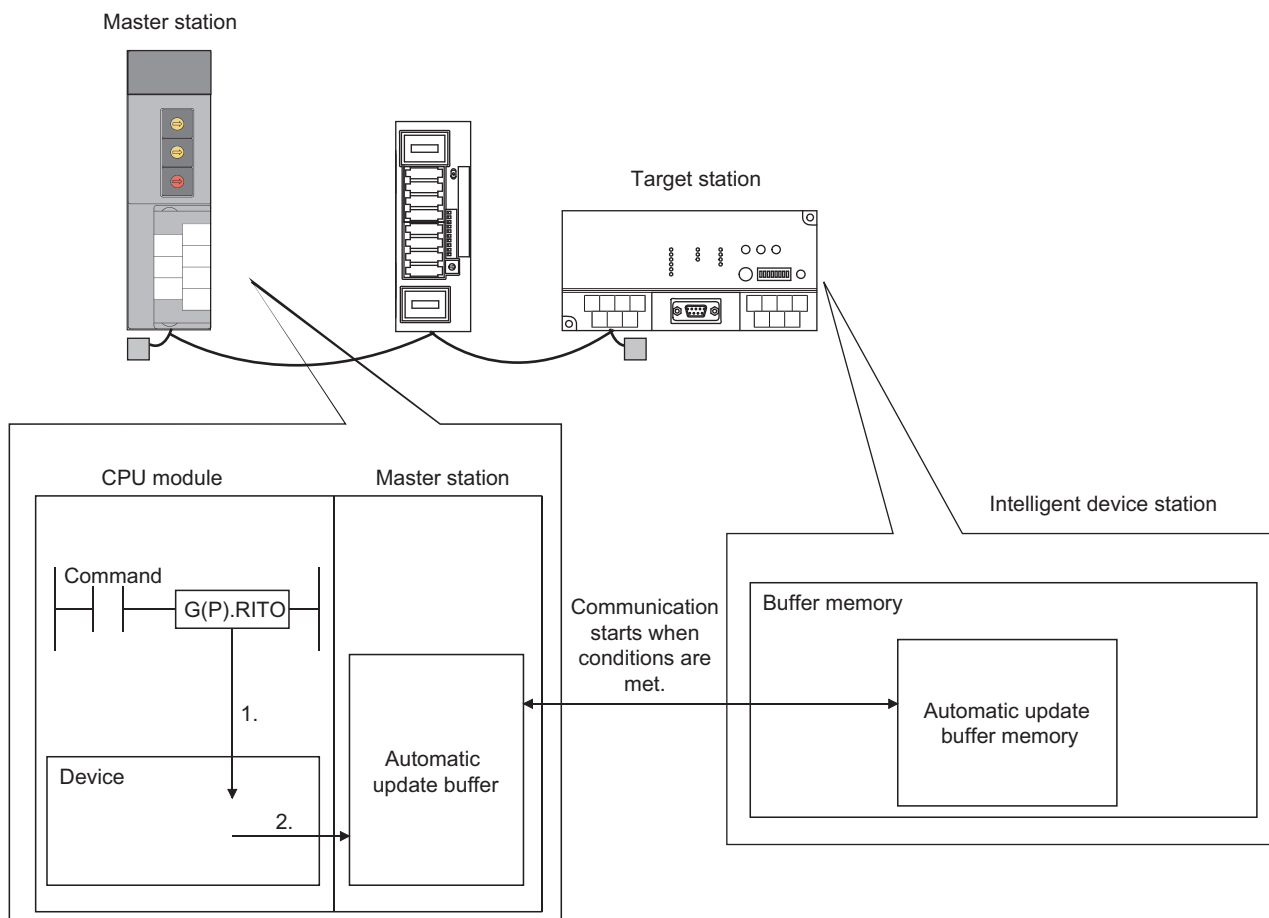 Master station
Target station
CPU module
Master station
Intelligent device station
Command
G(P).RITO
Communication
starts when
conditions are
met.
Buffer memory
1.
Automatic update
buffer memory
Device
Automatic
update buffer
2.